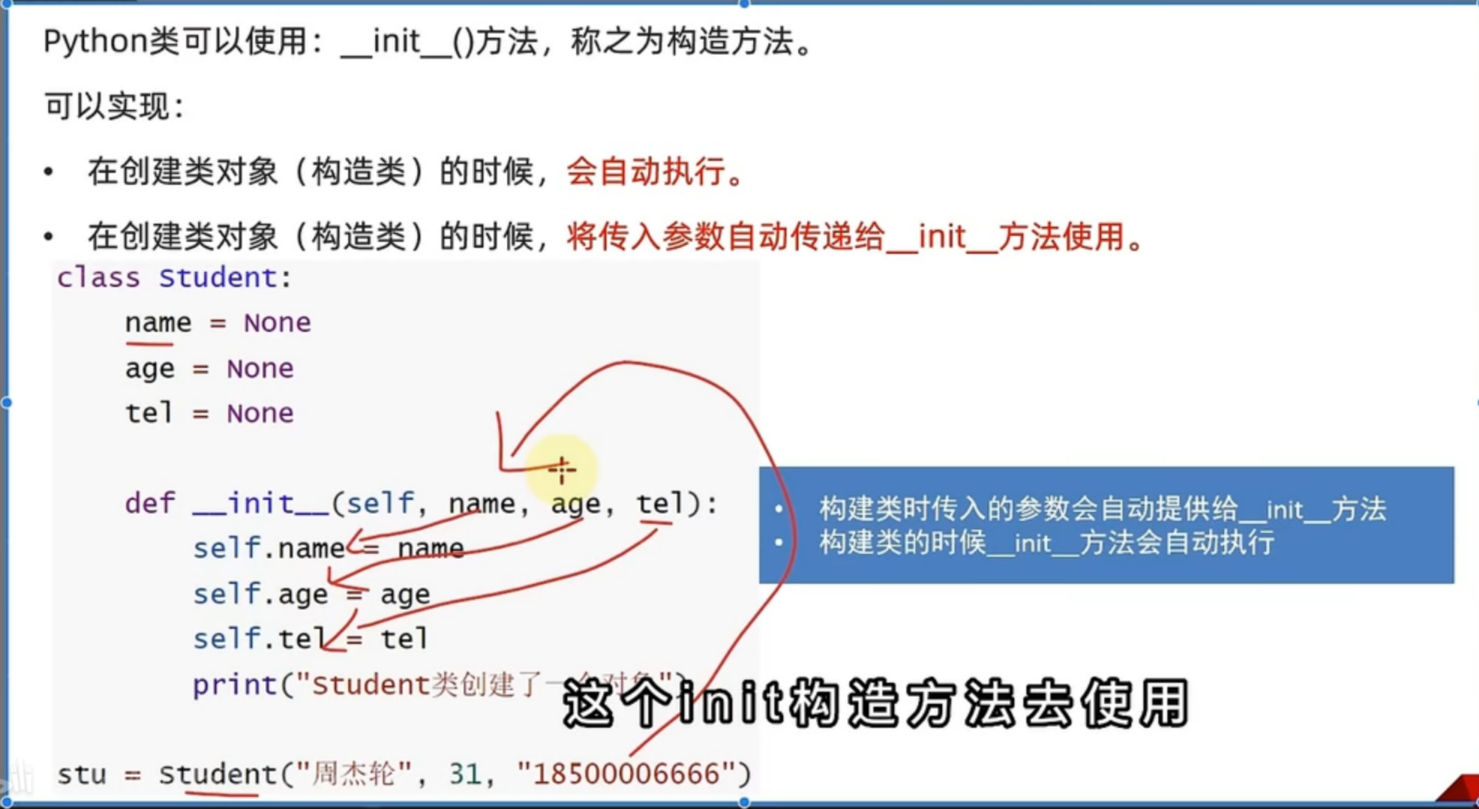 Python类可以使用：__init__()方法，称之为构造方法。
可以实现：
• 在创建类对象（构造类）的时候，会自动执行。
• 在创建类对象（构造类）的时候，将传入参数自动传递给__init__方法使用。
class Student:
    name = None
    age = None
    tel = None
    def __init__(self, name, age, tel):
        self.name = name
        self.age = age
        self.tel = tel
        print("Student类创建了一个对象")
• 构建类时传入的参数会自动提供给__init__方法
• 构建类的时候__init__方法会自动执行
这个init构造方法去使用
stu = Student("周杰轮", 31, "18500006666")